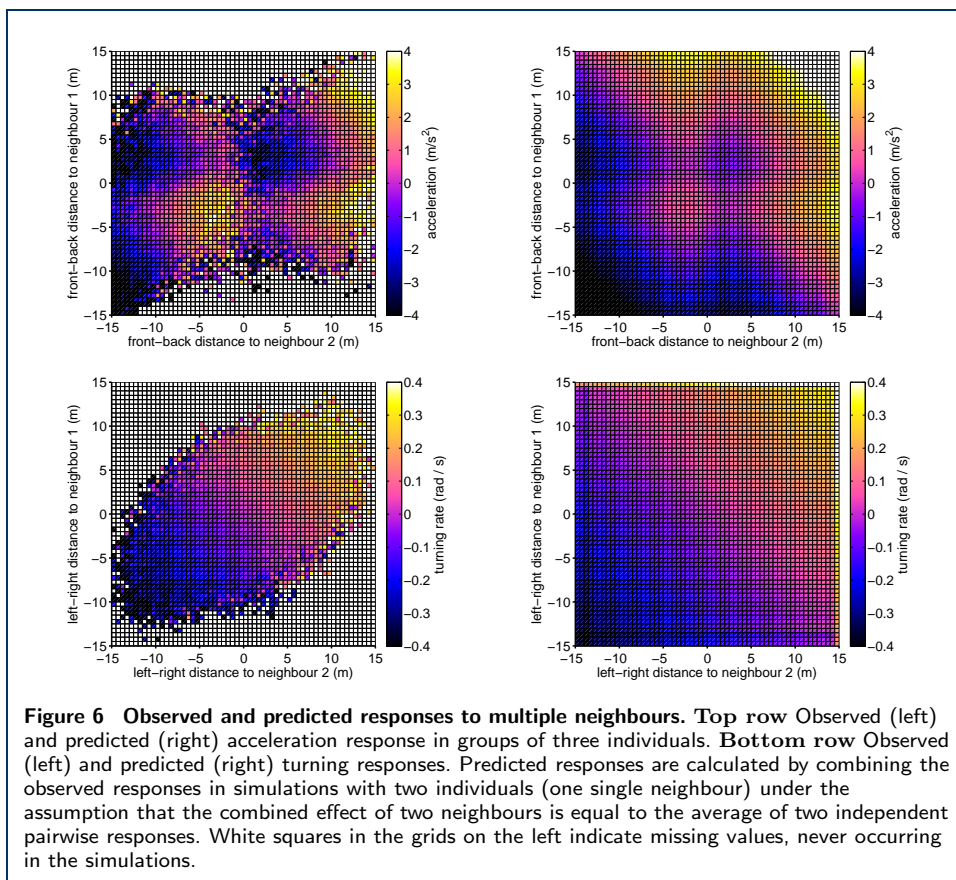 15
10
5
0
−5
−10
−15
−15 −10 −5 0 5 10 15
front−back distance to neighbour 1 (m)
front−back distance to neighbour 2 (m)
4
3
2
1
0
−1
−2
−3
−4
acceleration (m/s²)
15
10
5
0
−5
−10
−15
−15 −10 −5 0 5 10 15
front−back distance to neighbour 1 (m)
front−back distance to neighbour 2 (m)
4
3
2
1
0
−1
−2
−3
−4
acceleration (m/s²)
15
10
5
0
−5
−10
−15
−15 −10 −5 0 5 10 15
left−right distance to neighbour 1 (m)
left−right distance to neighbour 2 (m)
0.4
0.3
0.2
0.1
0
−0.1
−0.2
−0.3
−0.4
turning rate (rad / s)
15
10
5
0
−5
−10
−15
−15 −10 −5 0 5 10 15
left−right distance to neighbour 1 (m)
left−right distance to neighbour 2 (m)
0.4
0.3
0.2
0.1
0
−0.1
−0.2
−0.3
−0.4
turning rate (rad / s)
Figure 6 Observed and predicted responses to multiple neighbours. Top row Observed (left)
and predicted (right) acceleration response in groups of three individuals. Bottom row Observed
(left) and predicted (right) turning responses. Predicted responses are calculated by combining the
observed responses in simulations with two individuals (one single neighbour) under the
assumption that the combined effect of two neighbours is equal to the average of two independent
pairwise responses. White squares in the grids on the left indicate missing values, never occurring
in the simulations.